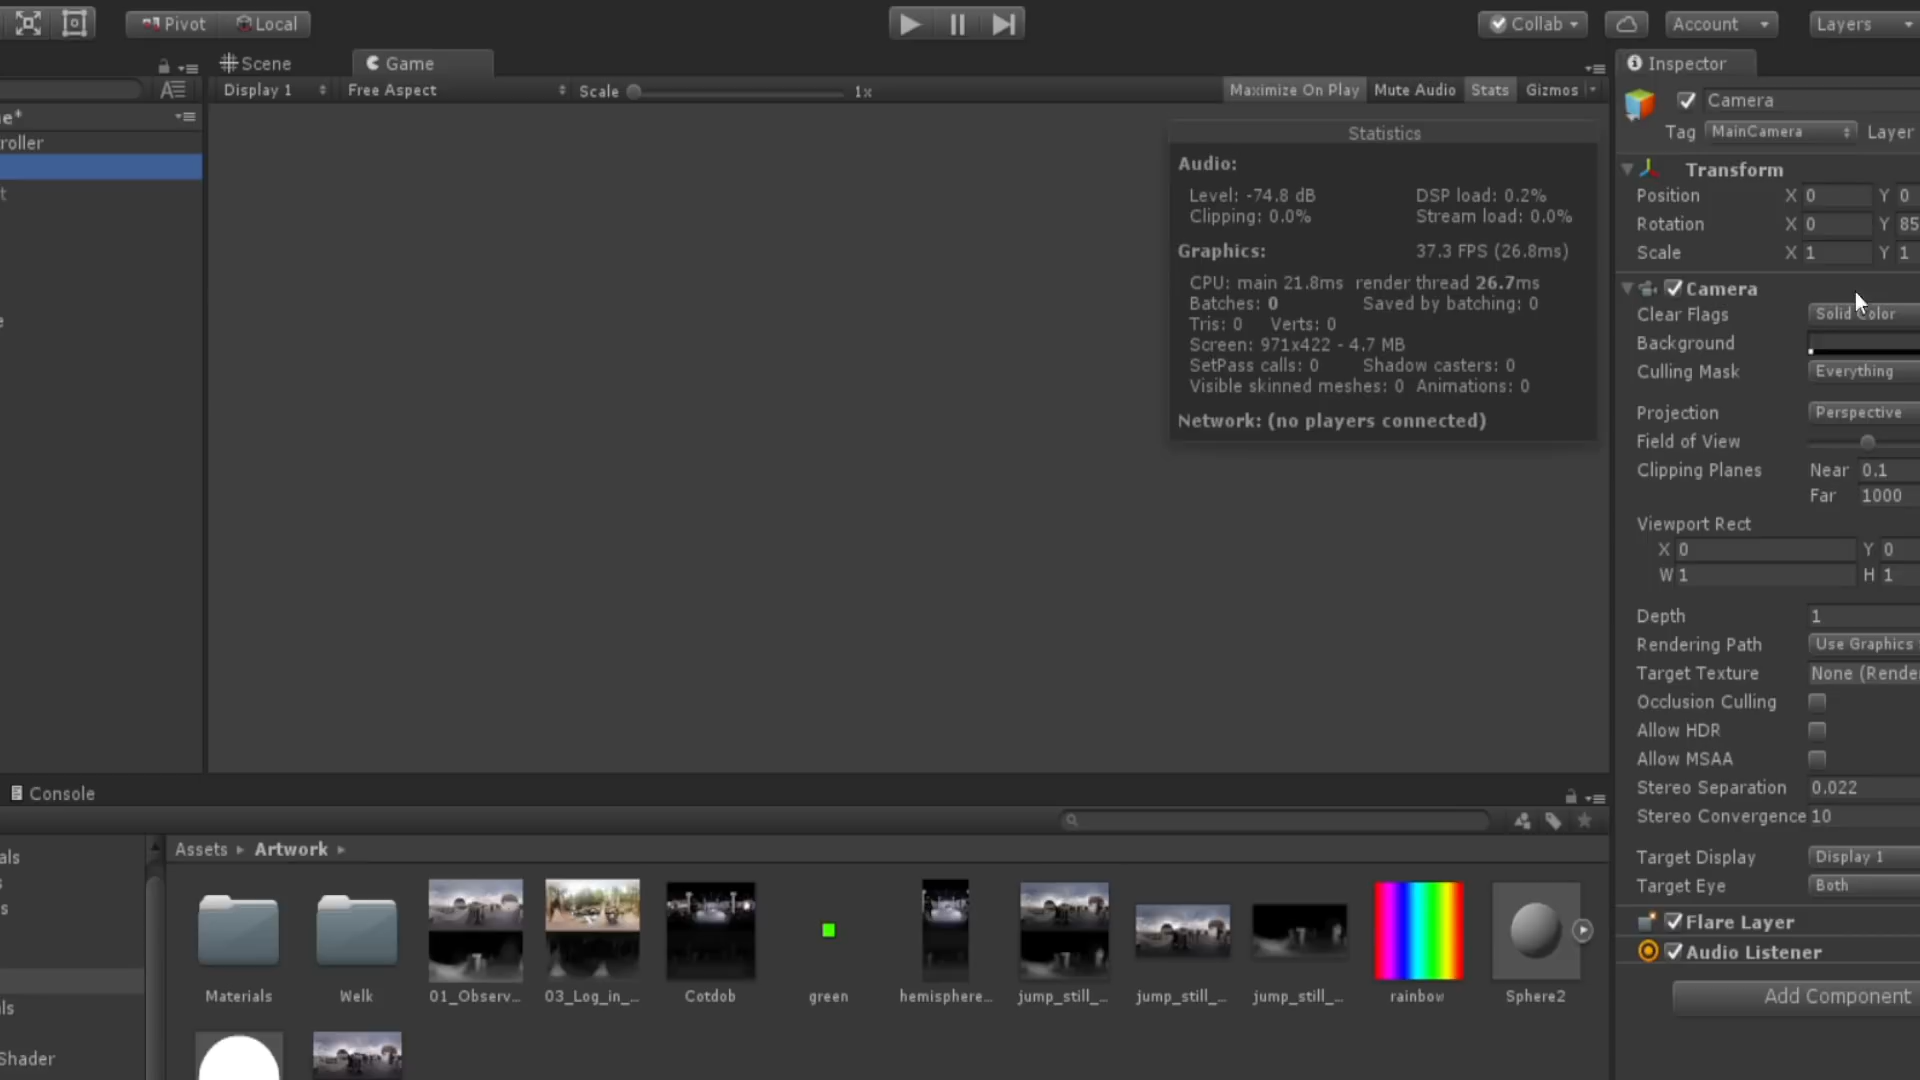 Pivot Local Collab Account Layers
Scene Game Inspector
Display 1 Free Aspect Scale 1x Maximize On Play Mute Audio Stats Gizmos
e*
roller
t
e
Statistics
Audio:
Level: -74.8 dB DSP load: 0.2%
Clipping: 0.0% Stream load: 0.0%
Graphics: 37.3 FPS (26.8ms)
CPU: main 21.8ms render thread 26.7ms
Batches: 0 Saved by batching: 0
Tris: 0 Verts: 0
Screen: 971x422 - 4.7 MB
SetPass calls: 0 Shadow casters: 0
Visible skinned meshes: 0 Animations: 0
Network: (no players connected)
Camera
Tag MainCamera Layer
Transform
Position X 0 Y 0
Rotation X 0 Y 85
Scale X 1 Y 1
Camera
Clear Flags Solid Color
Background
Culling Mask Everything
Projection Perspective
Field of View
Clipping Planes Near 0.1
Far 1000
Viewport Rect
X 0 Y 0
W 1 H 1
Depth 1
Rendering Path Use Graphics
Target Texture None (Rende
Occlusion Culling
Allow HDR
Allow MSAA
Stereo Separation 0.022
Stereo Convergence 10
Target Display Display 1
Target Eye Both
Flare Layer
Audio Listener
Add Component
Console
Assets Artwork
als
s
s
ls
Shader
Materials Welk 01_Observ... 03_Log_in_... Cotdob green hemisphere... jump_still_... jump_still_... jump_still_... rainbow Sphere2